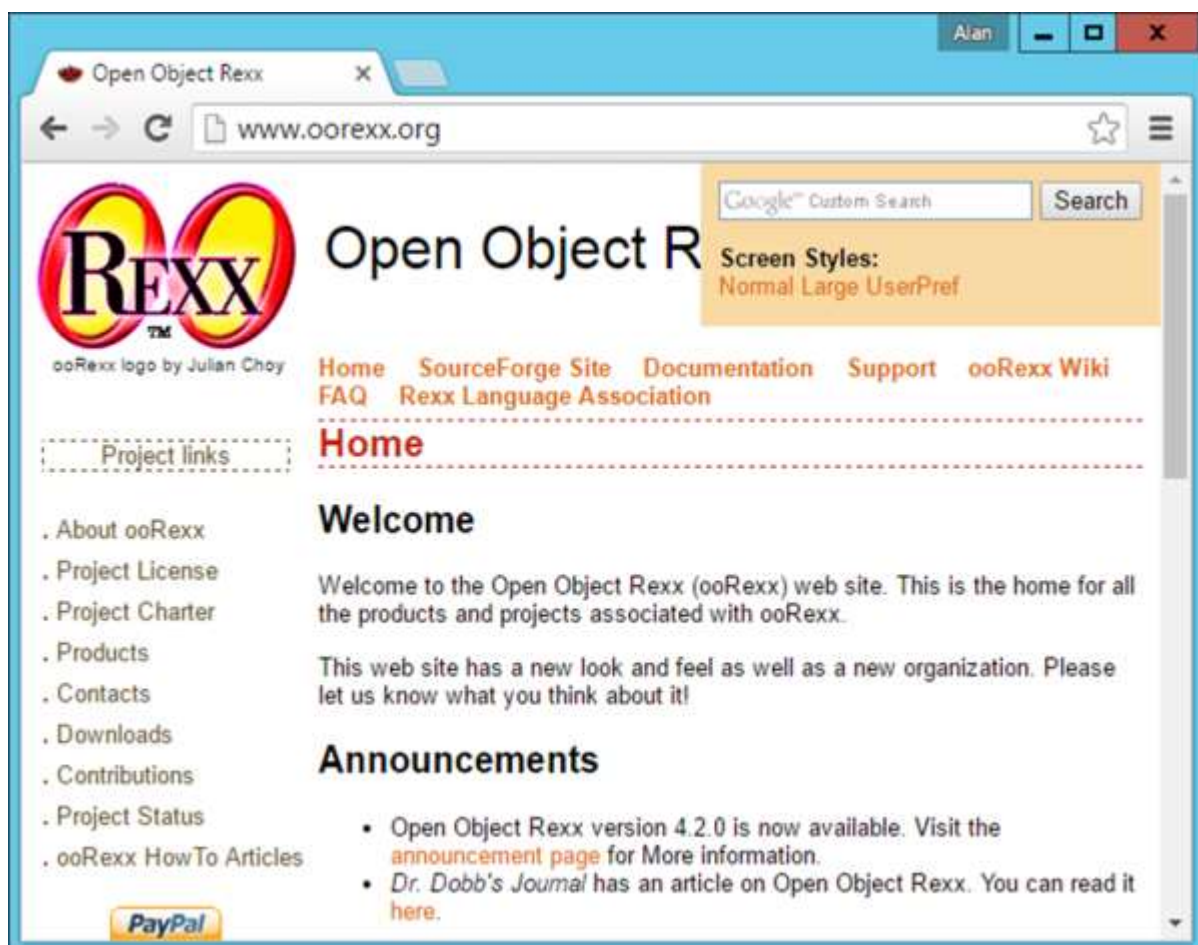 Alan
Open Object Rexx
www.oorexx.org
REXX
TM
ooRexx logo by Julian Choy
Open Object R
Google™ Custom Search
Search
Screen Styles:
Normal Large UserPref
Home SourceForge Site Documentation Support ooRexx Wiki
FAQ Rexx Language Association
Project links
. About ooRexx
. Project License
. Project Charter
. Products
. Contacts
. Downloads
. Contributions
. Project Status
. ooRexx HowTo Articles
PayPal
Home
Welcome
Welcome to the Open Object Rexx (ooRexx) web site. This is the home for all
the products and projects associated with ooRexx.
This web site has a new look and feel as well as a new organization. Please
let us know what you think about it!
Announcements
• Open Object Rexx version 4.2.0 is now available. Visit the
announcement page for More information.
• Dr. Dobb's Journal has an article on Open Object Rexx. You can read it
here.